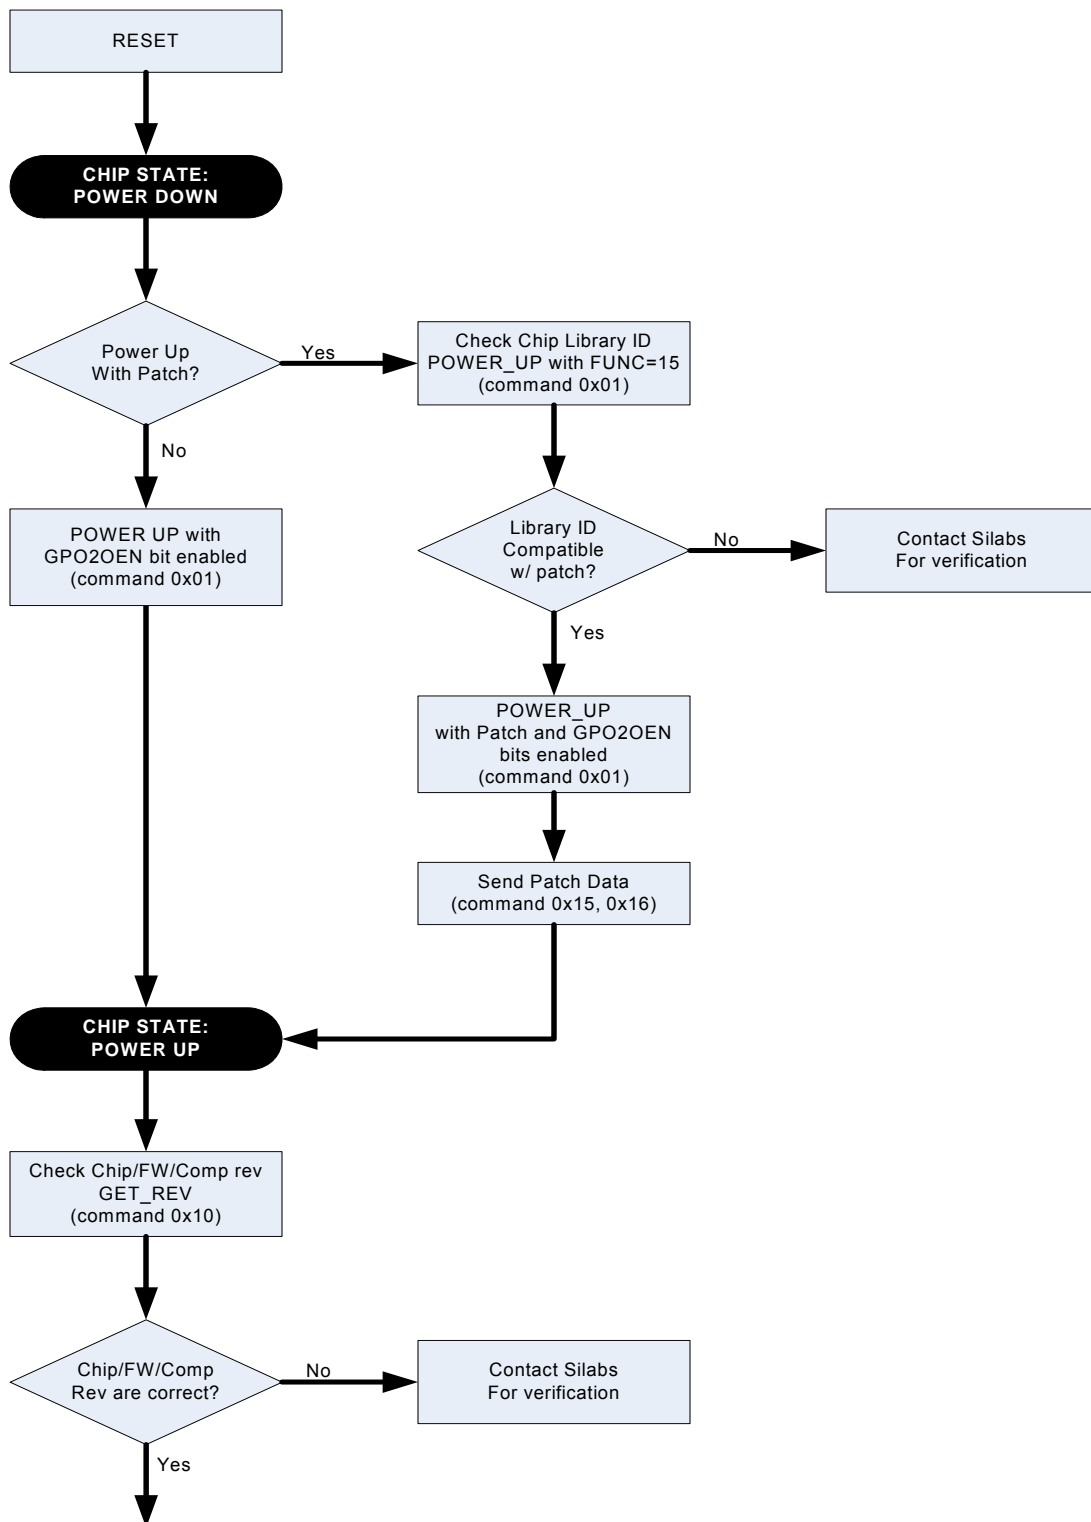 RESET
CHIP STATE:
POWER DOWN
Power Up
With Patch?
Yes
Check Chip Library ID
POWER_UP with FUNC=15
(command 0x01)
No
POWER UP with
GPO2OEN bit enabled
(command 0x01)
Library ID
Compatible
w/ patch?
No
Contact Silabs
For verification
Yes
POWER_UP
with Patch and GPO2OEN
bits enabled
(command 0x01)
Send Patch Data
(command 0x15, 0x16)
CHIP STATE:
POWER UP
Check Chip/FW/Comp rev
GET_REV
(command 0x10)
Chip/FW/Comp
Rev are correct?
No
Contact Silabs
For verification
Yes